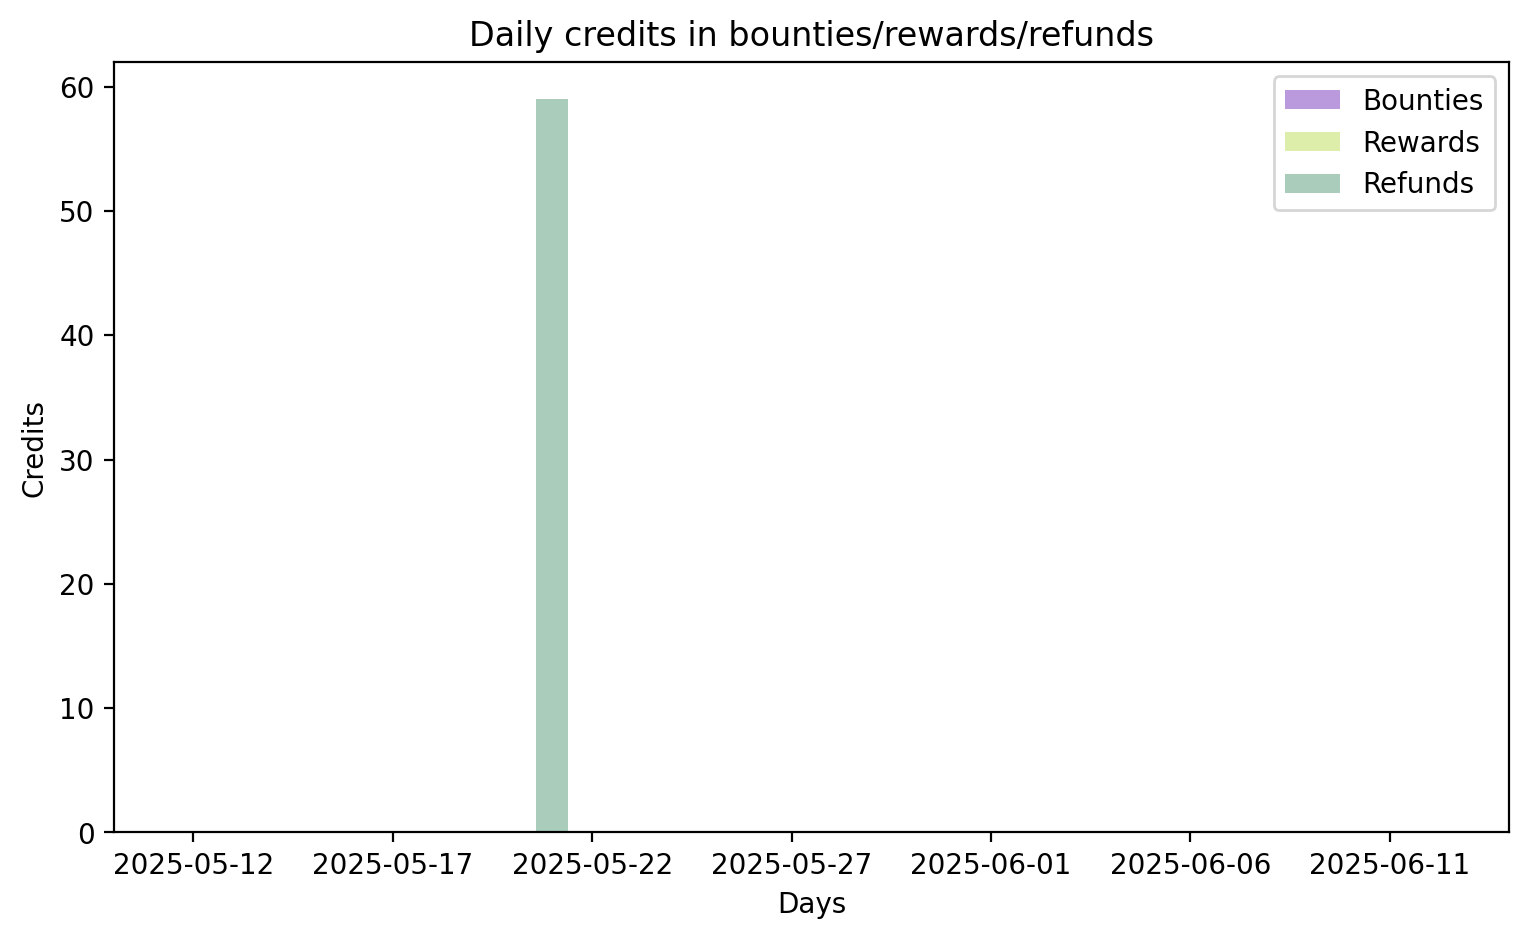 Daily credits in bounties/rewards/refunds
60
50
40
30
20
10
0
Credits
Bounties
Rewards
Refunds
2025-05-12 2025-05-17 2025-05-22 2025-05-27 2025-06-01 2025-06-06 2025-06-11
Days